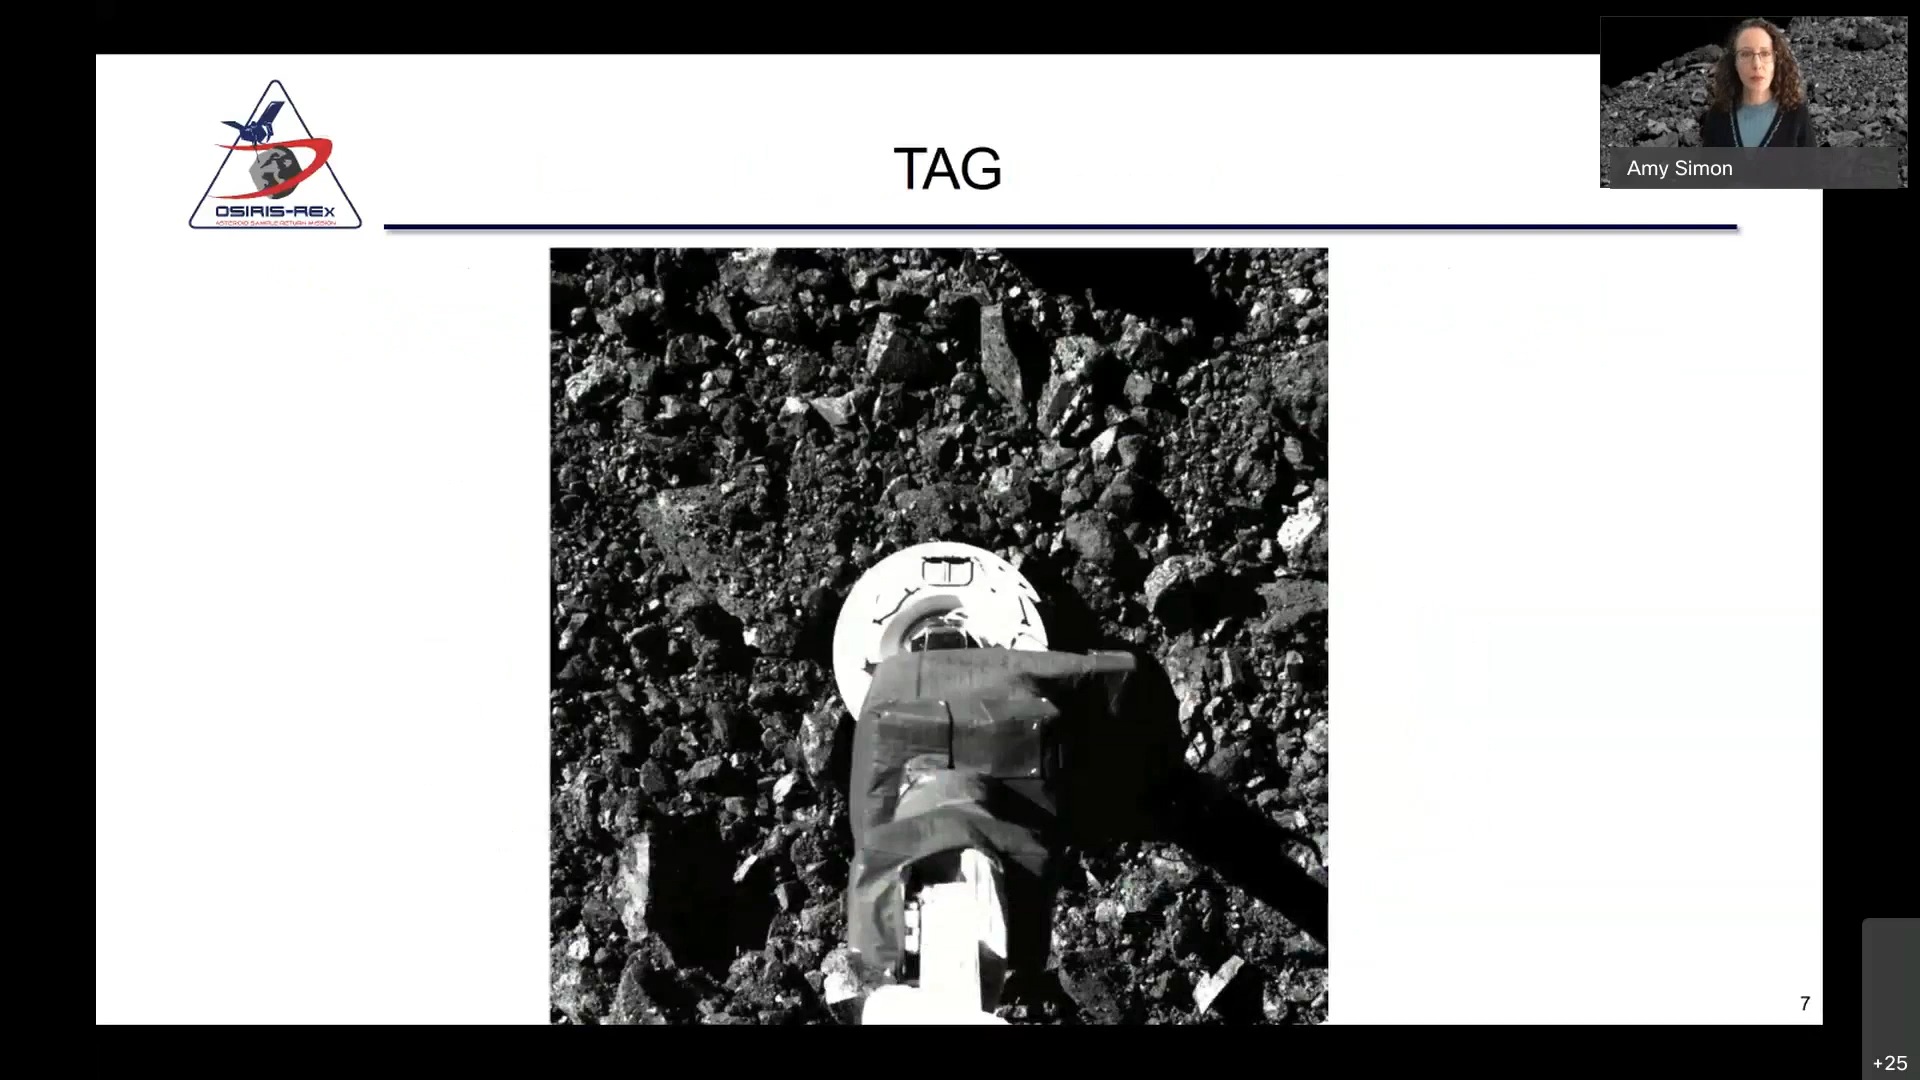 TAG
Amy Simon
OSIRIS-REx
ASTEROID SAMPLE RETURN MISSION
7
+25